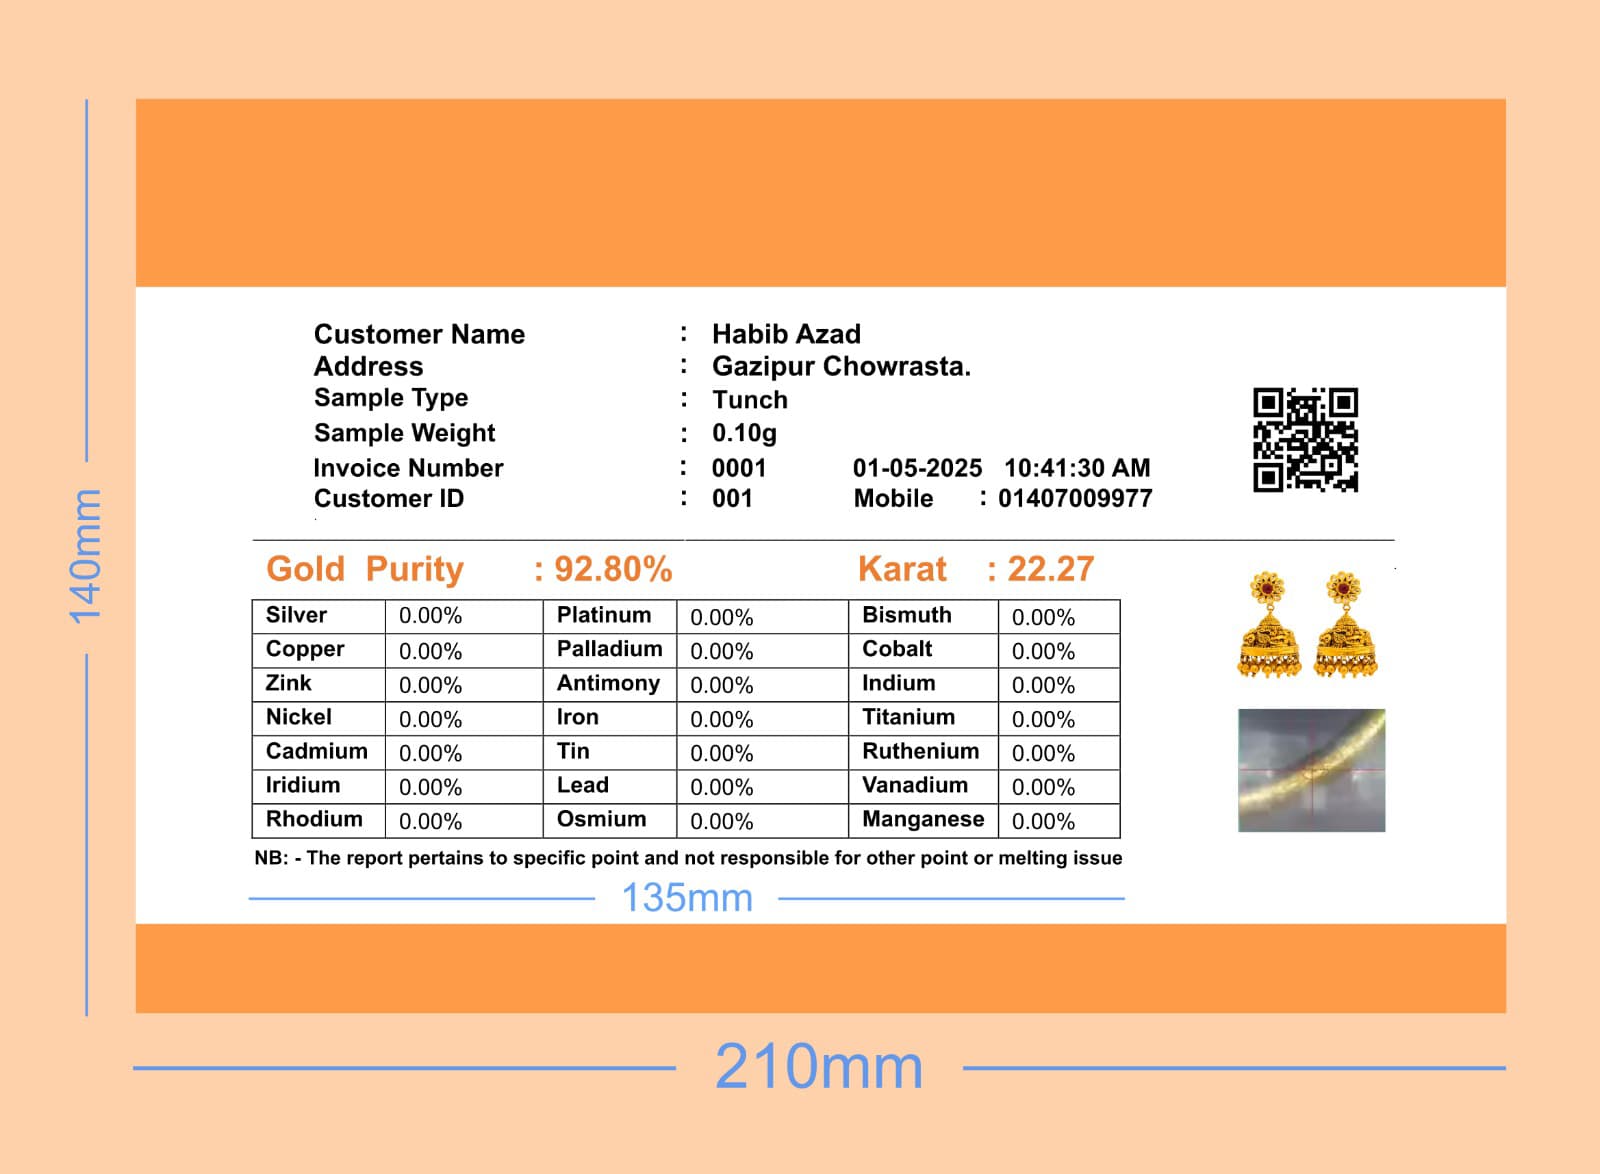 Customer Name : Habib Azad
Address : Gazipur Chowrasta.
Sample Type : Tunch
Sample Weight : 0.10g
Invoice Number : 0001 01-05-2025 10:41:30 AM
Customer ID : 001 Mobile : 01407009977
Gold Purity : 92.80% Karat : 22.27
Silver 0.00% Platinum 0.00% Bismuth 0.00%
Copper 0.00% Palladium 0.00% Cobalt 0.00%
Zink 0.00% Antimony 0.00% Indium 0.00%
Nickel 0.00% Iron 0.00% Titanium 0.00%
Cadmium 0.00% Tin 0.00% Ruthenium 0.00%
Iridium 0.00% Lead 0.00% Vanadium 0.00%
Rhodium 0.00% Osmium 0.00% Manganese 0.00%
NB: - The report pertains to specific point and not responsible for other point or melting issue
135mm
140mm
210mm